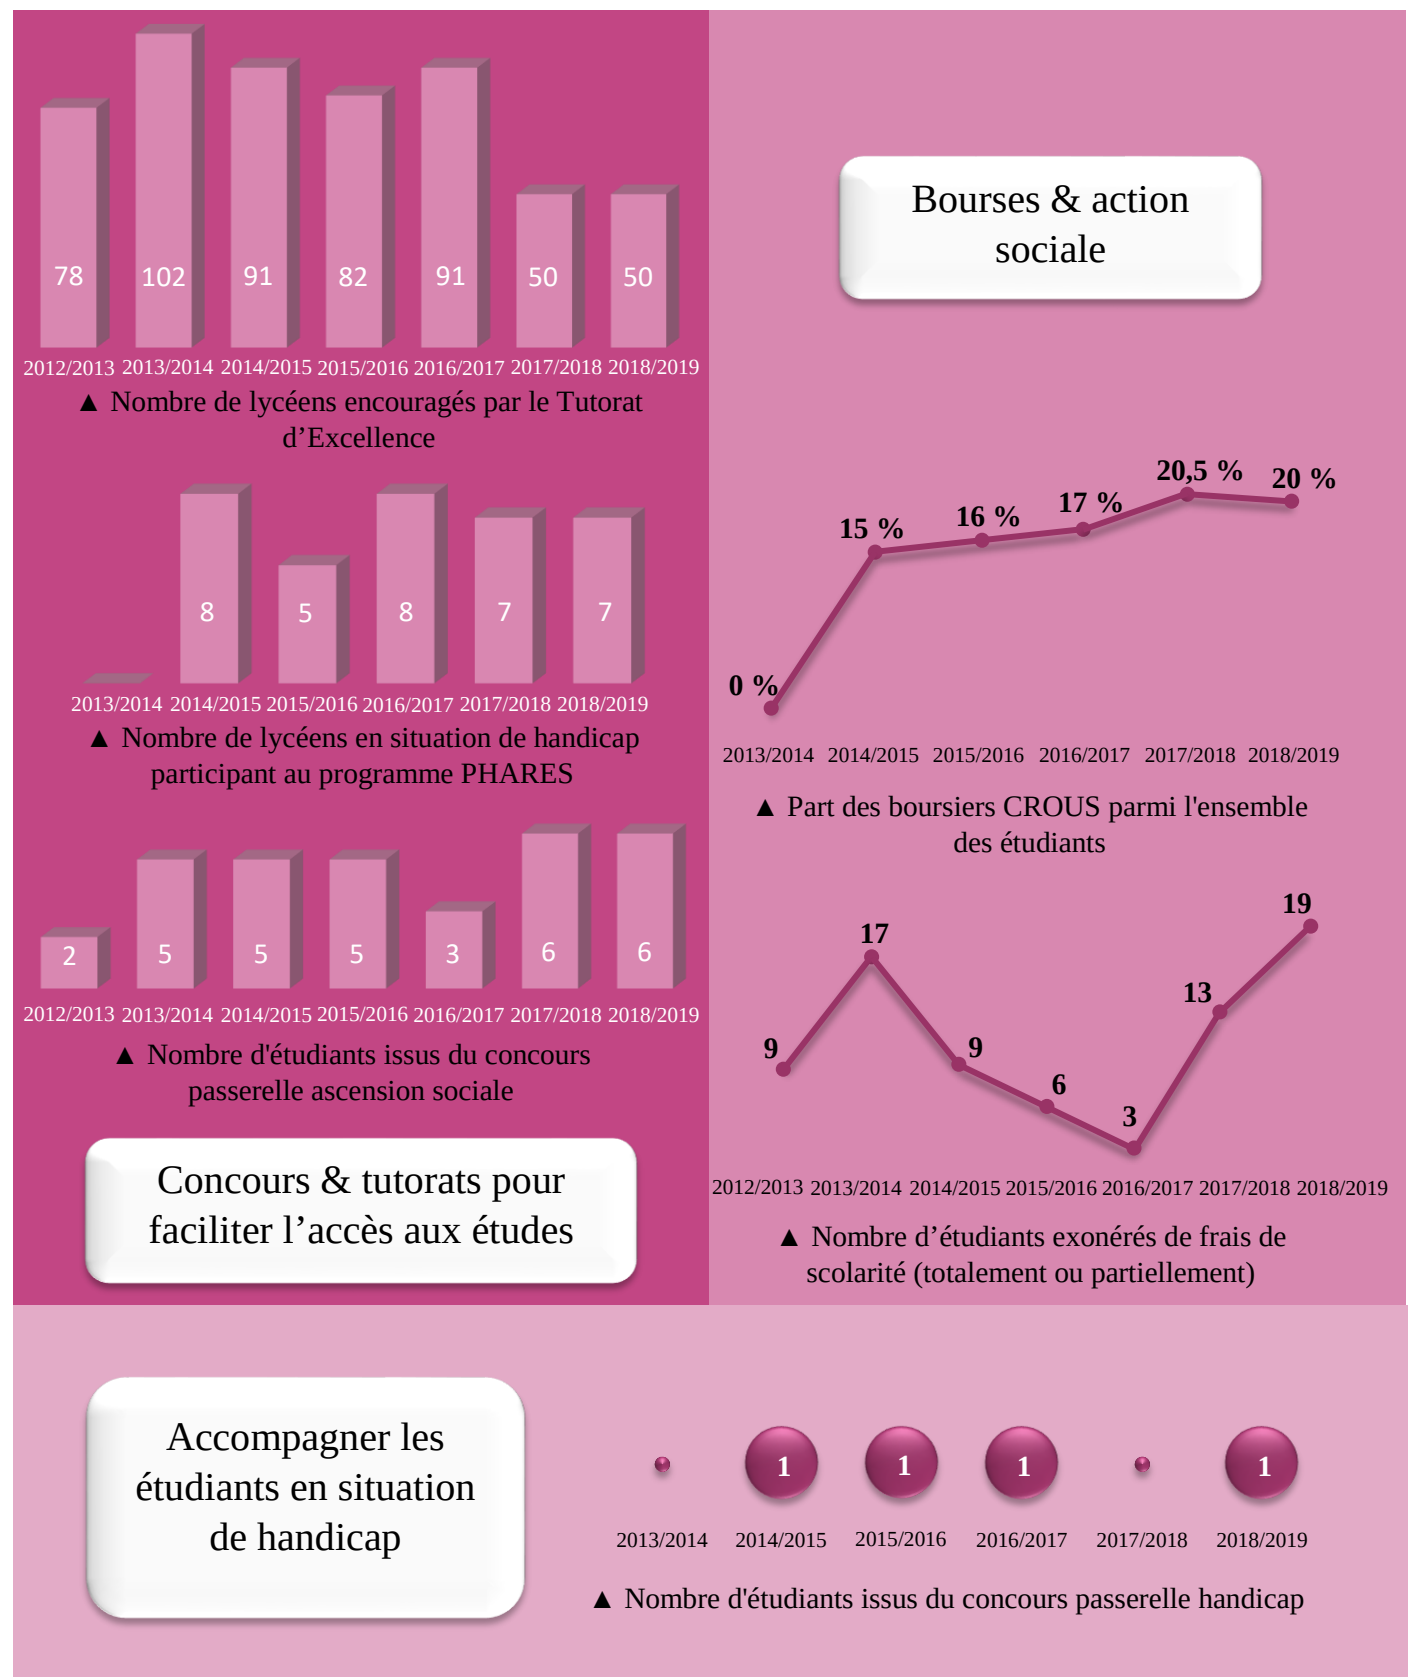 78 102 91 82 91 50 50
2012/2013 2013/2014 2014/2015 2015/2016 2016/2017 2017/2018 2018/2019
▲ Nombre de lycéens encouragés par le Tutorat
d’Excellence
8 5 8 7 7
2013/2014 2014/2015 2015/2016 2016/2017 2017/2018 2018/2019
▲ Nombre de lycéens en situation de handicap
participant au programme PHARES
2 5 5 5 3 6 6
2012/2013 2013/2014 2014/2015 2015/2016 2016/2017 2017/2018 2018/2019
▲ Nombre d'étudiants issus du concours
passerelle ascension sociale
Concours & tutorats pour
faciliter l’accès aux études
Bourses & action
sociale
0 % 15 % 16 % 17 % 20,5 % 20 %
2013/2014 2014/2015 2015/2016 2016/2017 2017/2018 2018/2019
▲ Part des boursiers CROUS parmi l'ensemble
des étudiants
9 17 9 6 3 13 19
2012/2013 2013/2014 2014/2015 2015/2016 2016/2017 2017/2018 2018/2019
▲ Nombre d’étudiants exonérés de frais de
scolarité (totalement ou partiellement)
Accompagner les
étudiants en situation
de handicap
1 1 1 1
2013/2014 2014/2015 2015/2016 2016/2017 2017/2018 2018/2019
▲ Nombre d'étudiants issus du concours passerelle handicap